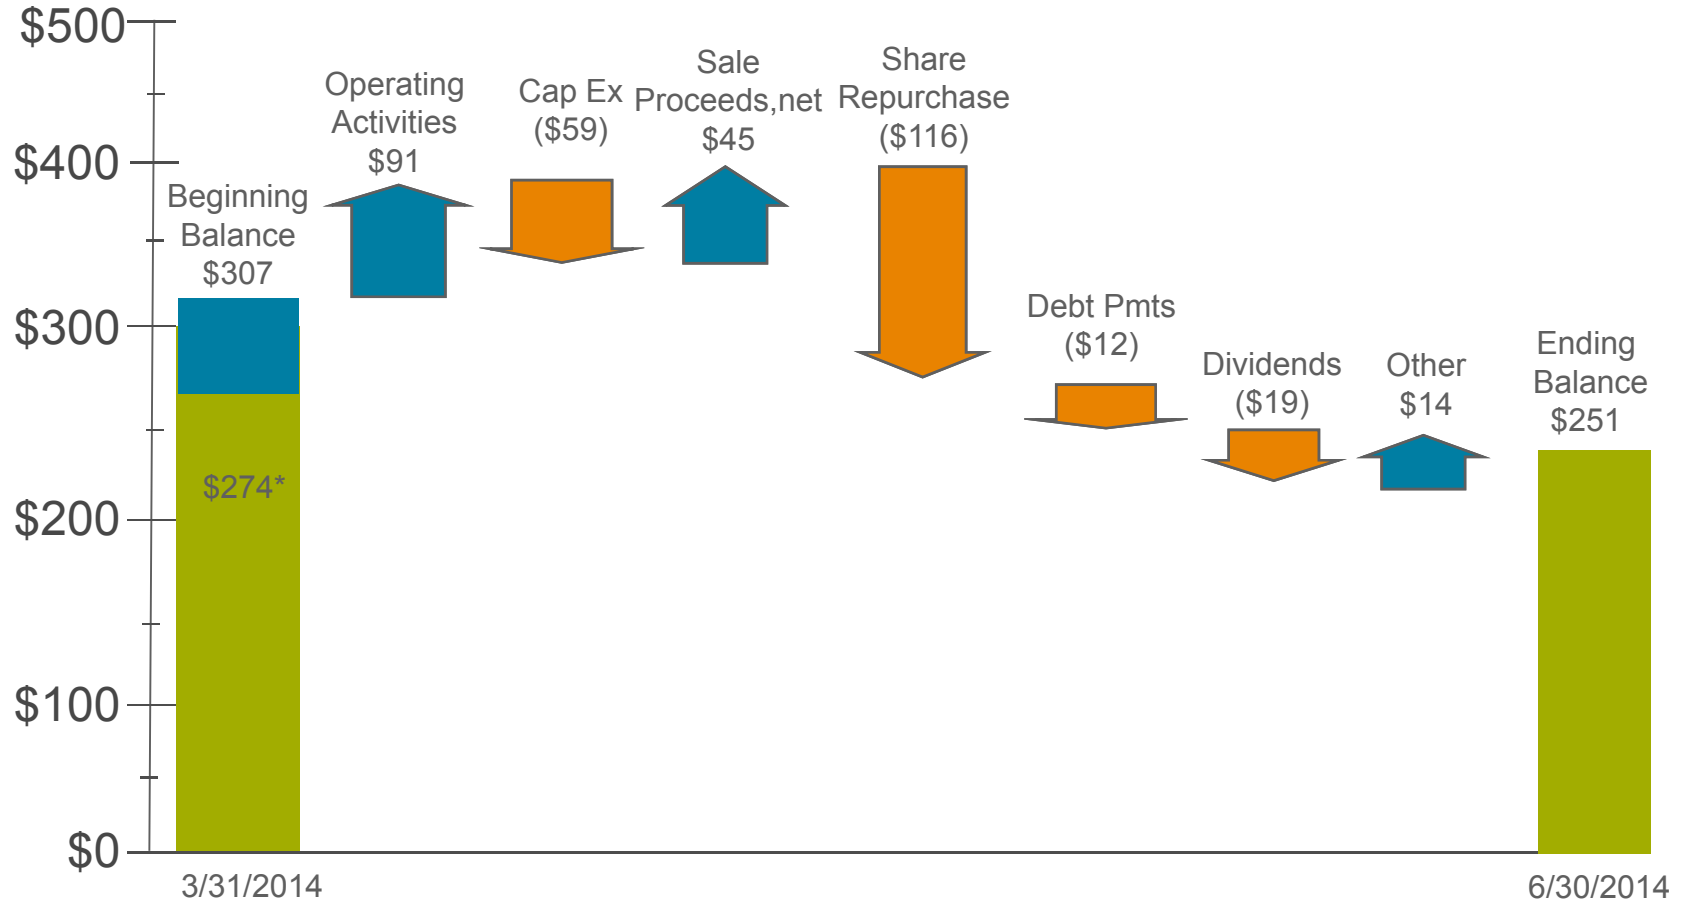 $500
$400
$300
$200
$100
$0
Beginning
Balance
$307
$274*
Operating
Activities
$91
Cap Ex
($59)
Sale
Proceeds,net
$45
Share
Repurchase
($116)
Debt Pmts
($12)
Dividends
($19)
Other
$14
Ending
Balance
$251
3/31/2014
6/30/2014